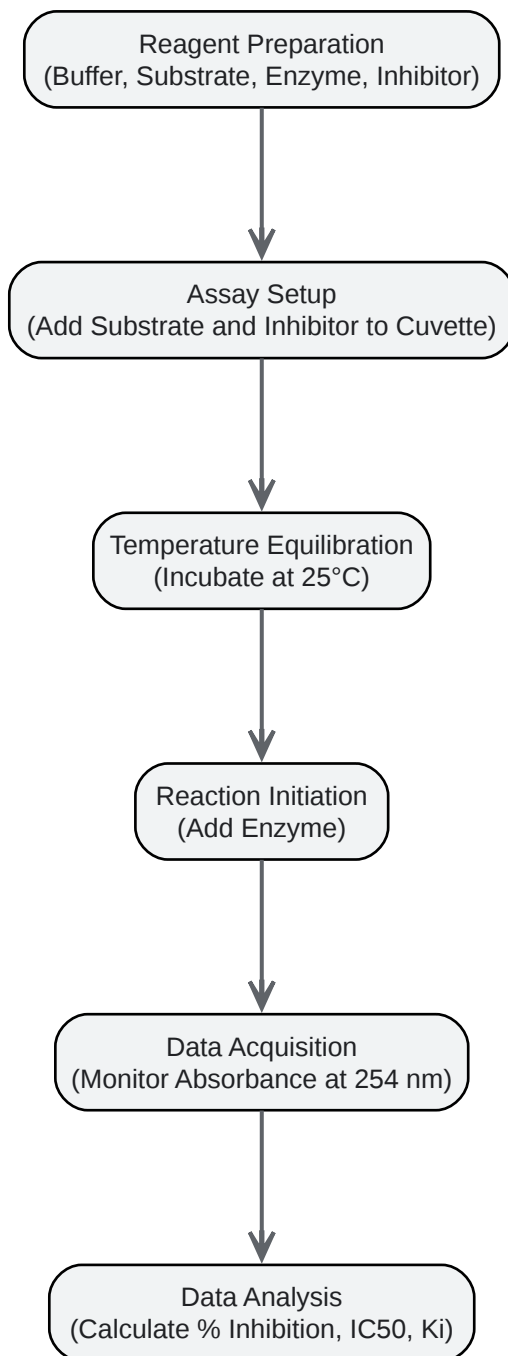 Reagent Preparation
(Buffer, Substrate, Enzyme, Inhibitor)
Assay Setup
(Add Substrate and Inhibitor to Cuvette)
Temperature Equilibration
(Incubate at 25°C)
Reaction Initiation
(Add Enzyme)
Data Acquisition
(Monitor Absorbance at 254 nm)
Data Analysis
(Calculate % Inhibition, IC50, Ki)